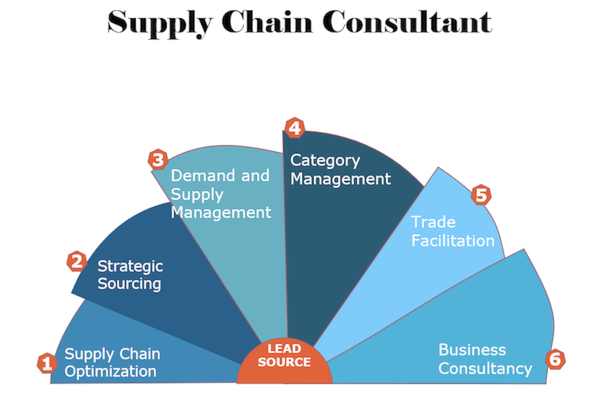 Supply Chain Consultant
1
Supply Chain
Optimization
2
Strategic
Sourcing
3
Demand and
Supply
Management
4
Category
Management
5
Trade
Facilitation
6
Business
Consultancy
LEAD
SOURCE